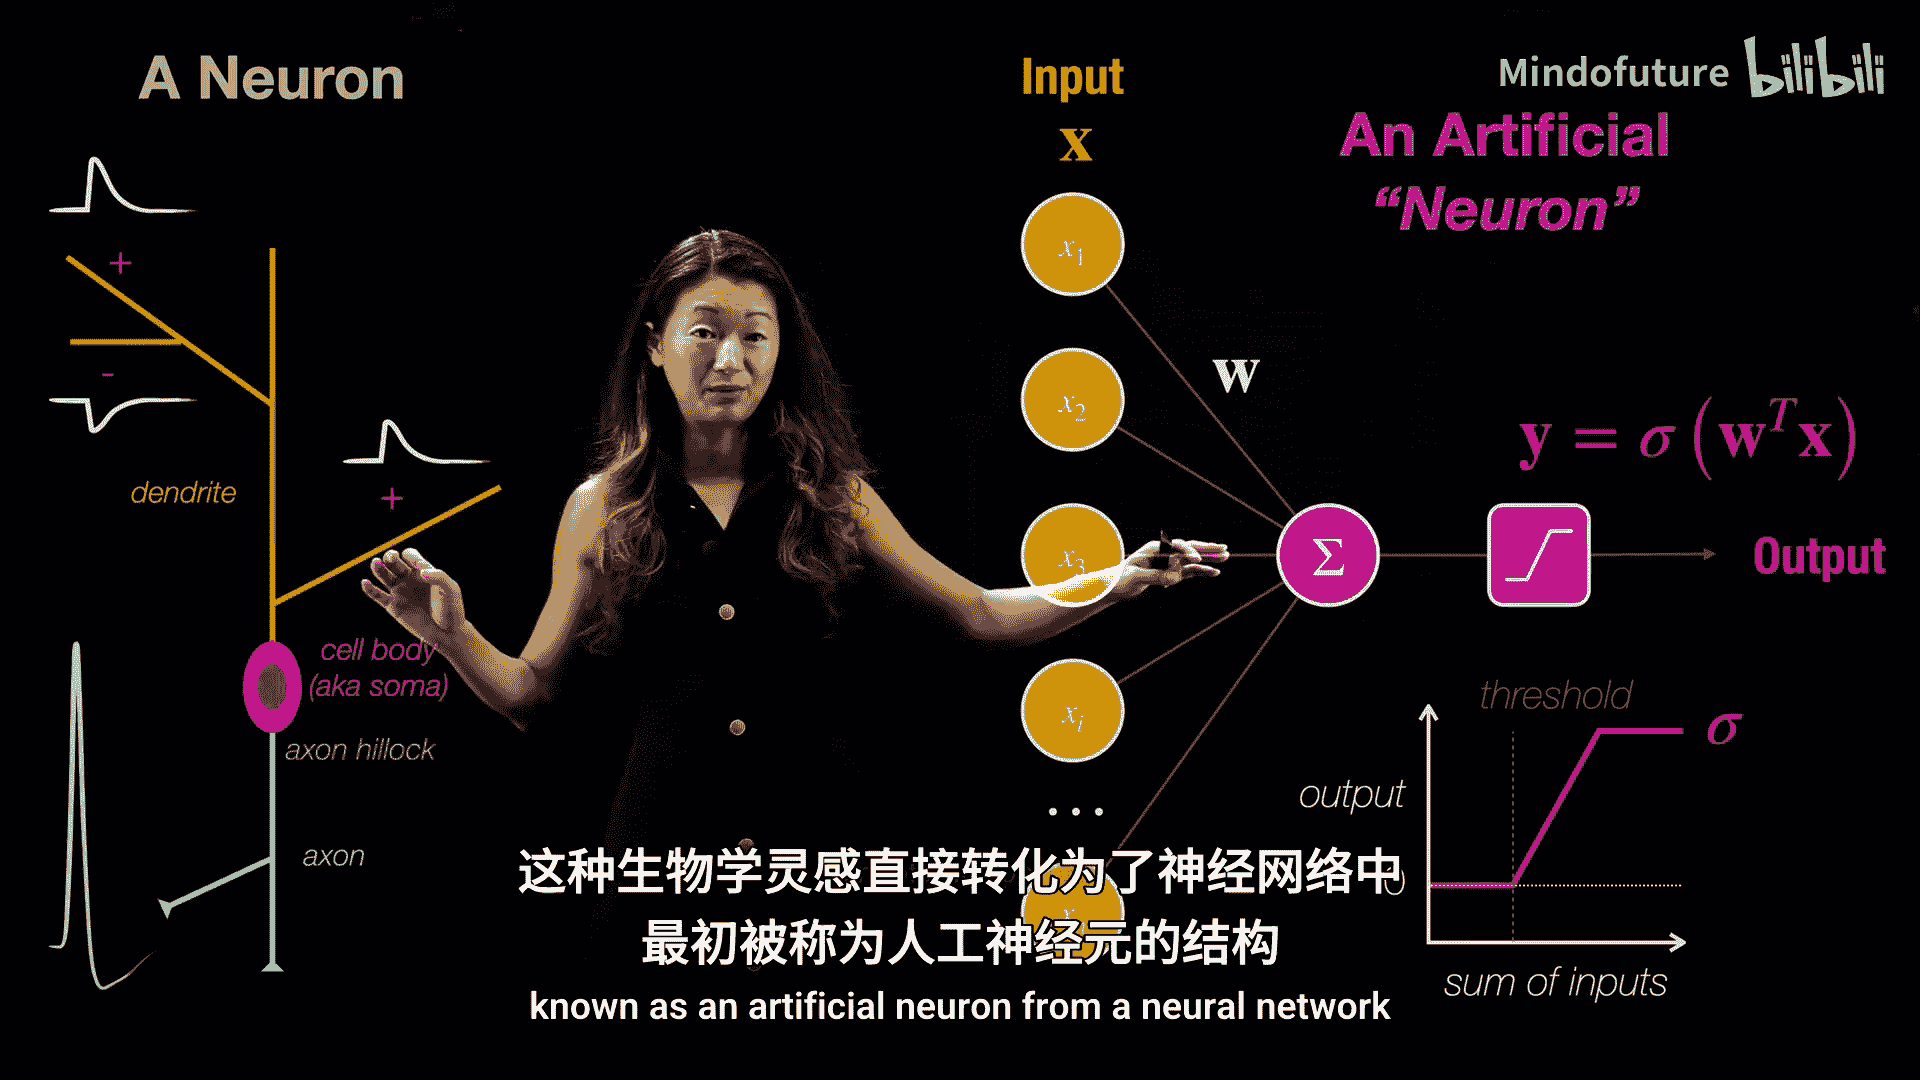 A Neuron
+
-
+
dendrite
cell body
(aka soma)
axon hillock
axon
Input
x
x₁
x₂
x₃
xᵢ
...
w
Σ
Mindofuture bilibili
An Artificial
“Neuron”
y = σ (wᵀx)
Output
threshold
σ
output
0
sum of inputs
这种生物学灵感直接转化为了神经网络中
最初被称为人工神经元的结构
known as an artificial neuron from a neural network